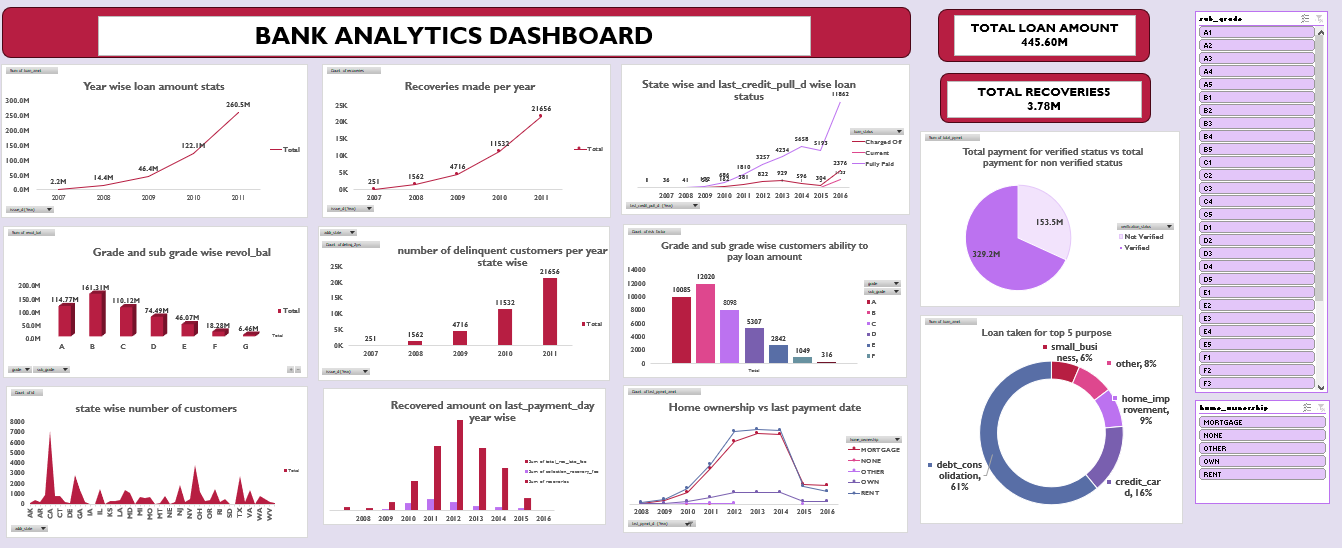 BANK ANALYTICS DASHBOARD
TOTAL LOAN AMOUNT
445.60M
TOTAL RECOVERIES5
3.78M
Sum of loan_amnt
Year wise loan amount stats
300.0M
250.0M
200.0M
150.0M
100.0M
50.0M
0.0M
2.2M
14.4M
46.4M
122.1M
260.5M
2007
2008
2009
2010
2011
Total
issue_d (Year)
Count of recoveries
Recoveries made per year
25K
20K
15K
10K
5K
0K
251
1562
4716
11532
21656
2007
2008
2009
2010
2011
Total
issue_d (Year)
State wise and last_credit_pull_d wise loan
status
1
36
41
686
1810
3257
4234
5658
5193
11862
381
822
929
596
304
2376
2007 2008 2009 2010 2011 2012 2013 2014 2015 2016
loan_status
Charged Off
Current
Fully Paid
last_credit_pull_d (Year)
Sum of revol_bal
Grade and sub grade wise revol_bal
200.0M
150.0M
100.0M
50.0M
0.0M
114.77M
161.31M
110.12M
74.49M
46.07M
18.28M
6.46M
A
B
C
D
E
F
G
Total
Total
grade
sub_grade
addr_state
Count of delinq_2yrs
number of delinquent customers per year
state wise
25K
20K
15K
10K
5K
0K
251
1562
4716
11532
21656
2007
2008
2009
2010
2011
Total
issue_d (Year)
Grade and sub grade wise customers ability to
pay loan amount
14000
12000
10000
8000
6000
4000
2000
0
10085
12020
8098
5307
2842
1049
316
Total
grade
sub_grade
A
B
C
D
E
F
Count of id
state wise number of customers
8000
7000
6000
5000
4000
3000
2000
1000
0
AK
AR
CA
CT
DE
GA
IA
IL
KS
LA
MD
MI
MO
MT
NE
NJ
NV
OH
OR
RI
SD
TX
VA
WA
WV
Total
addr_state
Recovered amount on last_payment_day
year wise
Sum of total_rec_late_fee
Sum of collection_recovery_fee
Sum of recoveries
2008 2009 2010 2011 2012 2013 2014 2015 2016
Count of last_pymnt_amnt
Home ownership vs last payment date
home_ownership
MORTGAGE
NONE
OTHER
OWN
RENT
2008 2009 2010 2011 2012 2013 2014 2015 2016
last_pymnt_d (Year)
Sum of total_pymnt
Total payment for verified status vs total
payment for non verified status
153.5M
329.2M
verification_status
Not Verified
Verified
Sum of loan_amnt
Loan taken for top 5 purpose
small_busi
ness, 6%
other, 8%
home_imp
rovement,
9%
credit_car
d, 16%
debt_cons
olidation,
61%
sub_grade
A1
A2
A3
A4
A5
B1
B2
B3
B4
B5
C1
C2
C3
C4
C5
D1
D2
D3
D4
D5
E1
E2
E3
E4
E5
F1
F2
F3
home_ownership
MORTGAGE
NONE
OTHER
OWN
RENT